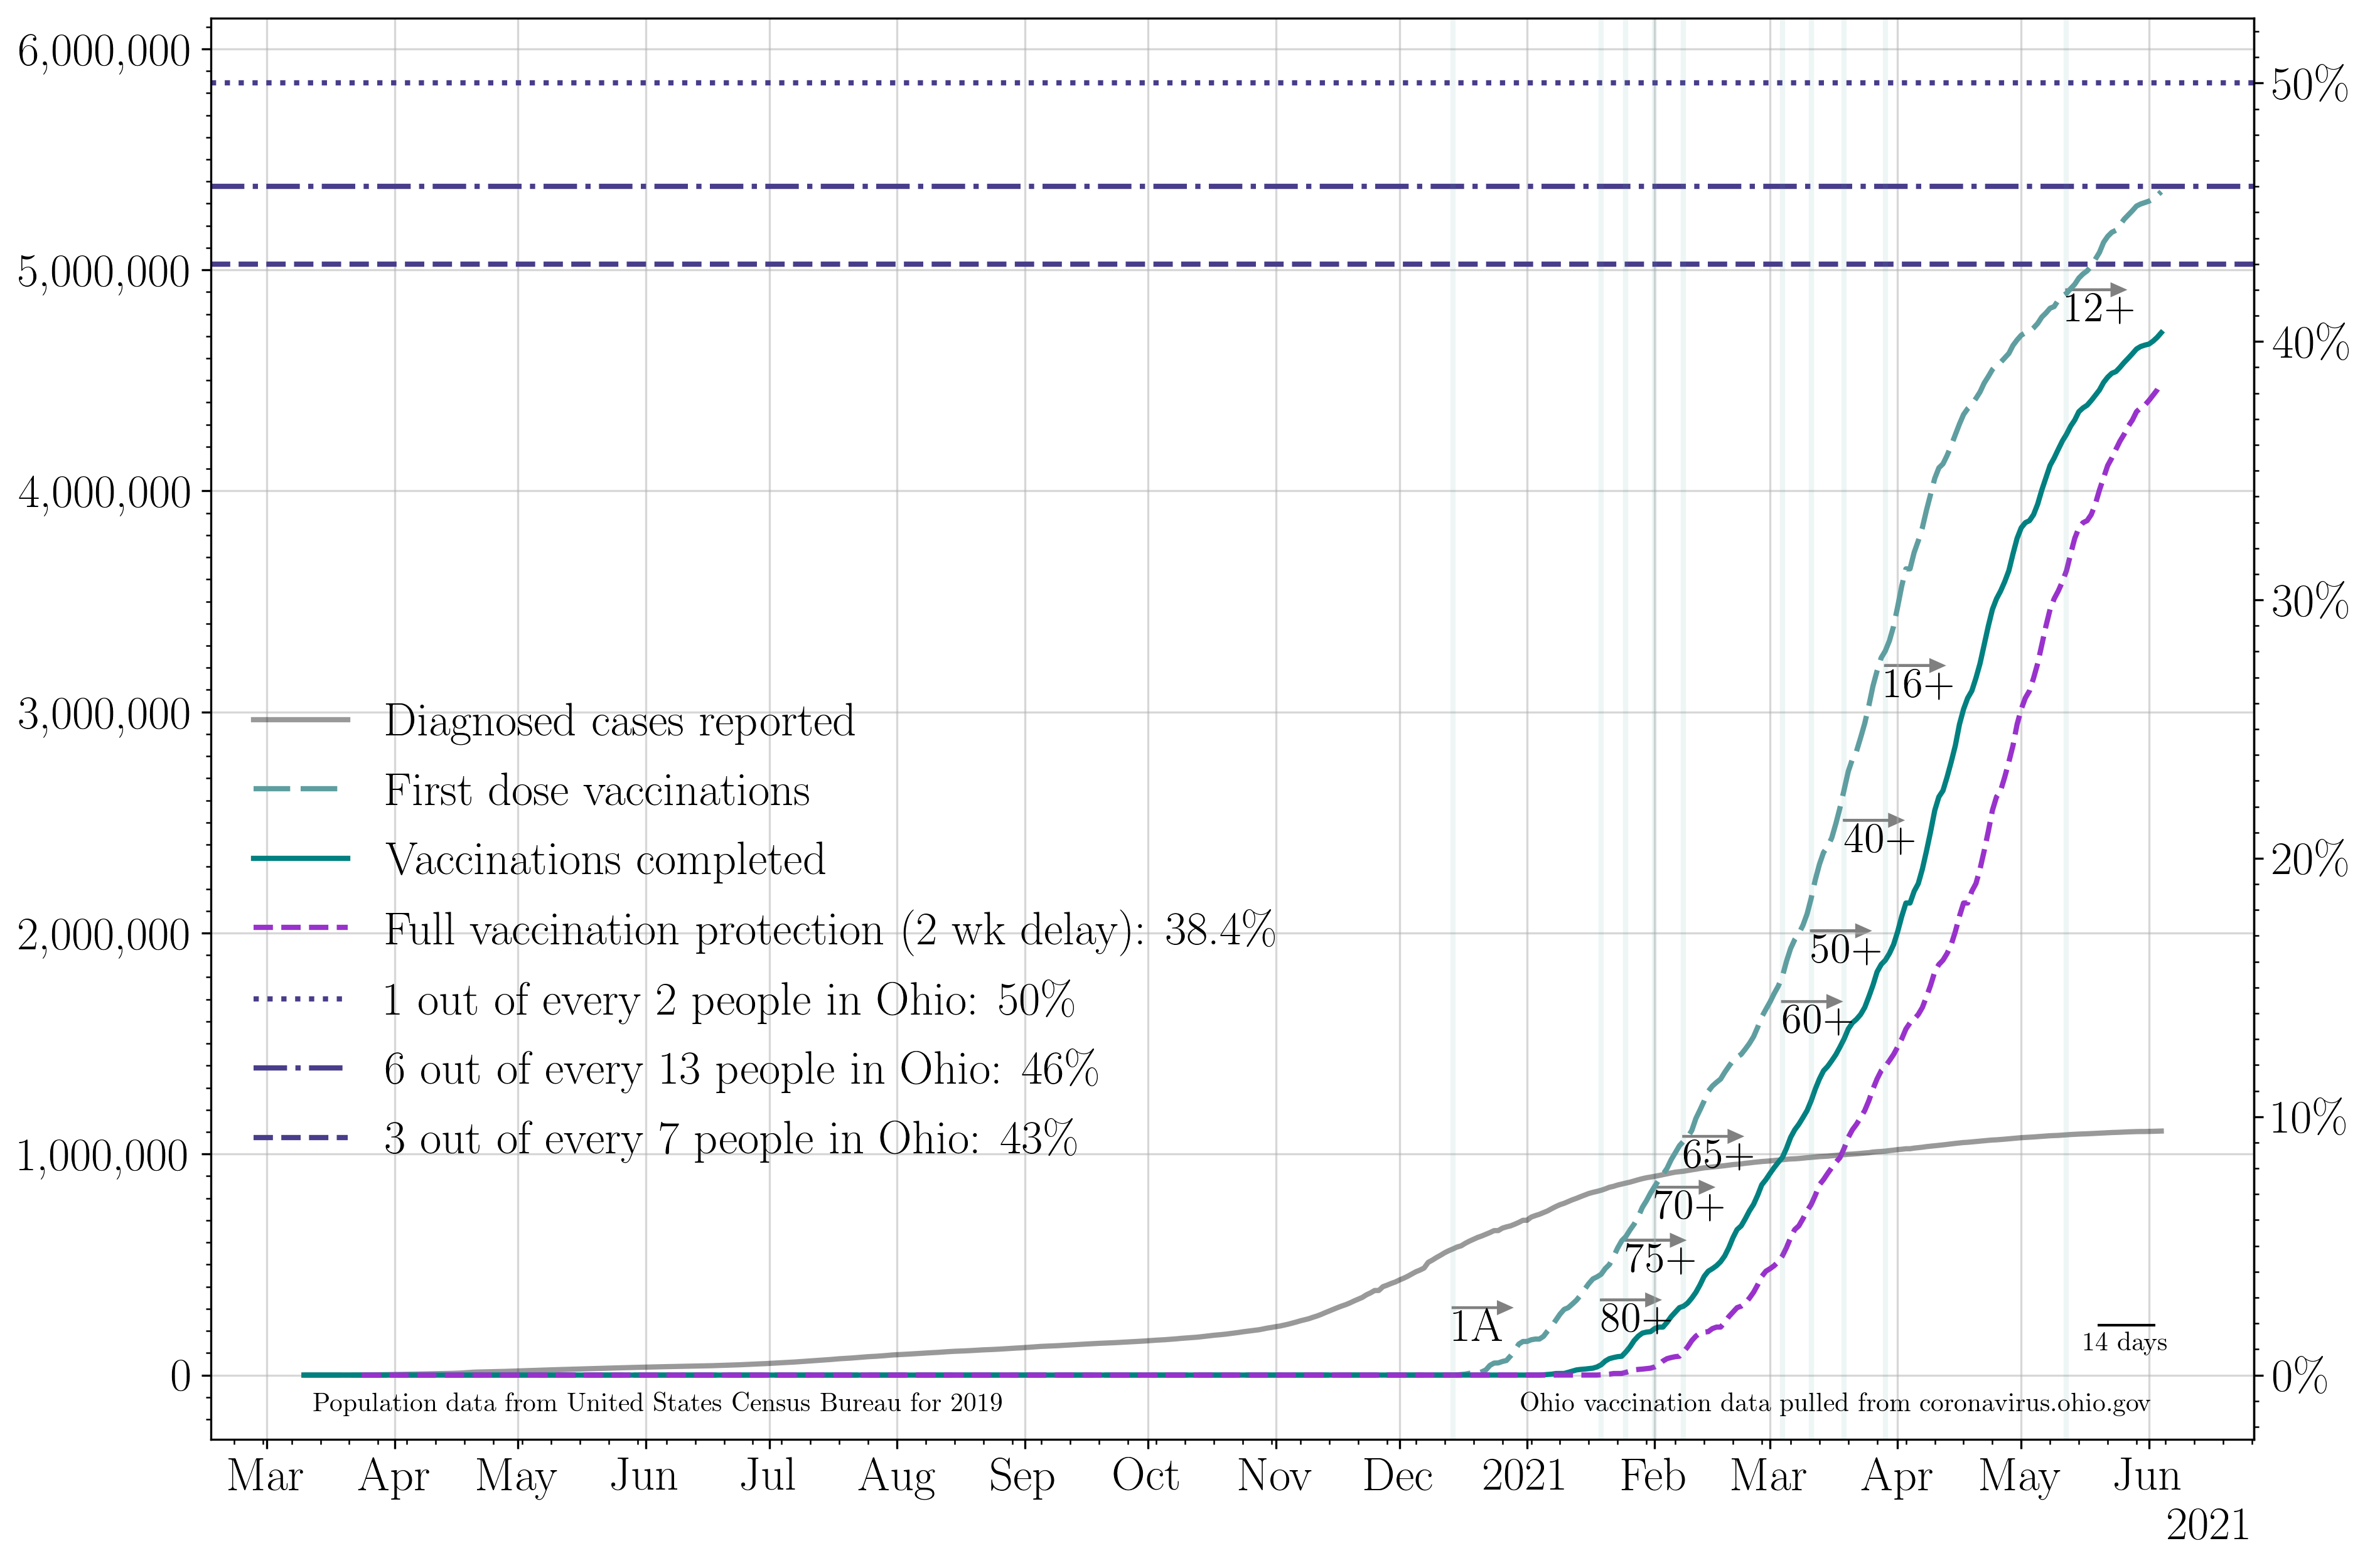 6,000,000
50%
5,000,000
12+
40%
4,000,000
30%
16+
3,000,000
Diagnosed cases reported
First dose vaccinations
40+
Vaccinations completed
20%
2,000,000
Full vaccination protection (2 wk delay): 38.4%
50+
1 out of every 2 people in Ohio: 50%
60+
6 out of every 13 people in Ohio: 46%
10%
3 out of every 7 people in Ohio: 43%
1,000,000
65+
70+
75+
1A
80+
14 days
0
0%
Population data from United States Census Bureau for 2019
Ohio vaccination data pulled from coronavirus.ohio.gov
Mar Apr May Jun Jul Aug Sep Oct Nov Dec 2021 Feb Mar Apr May Jun
2021